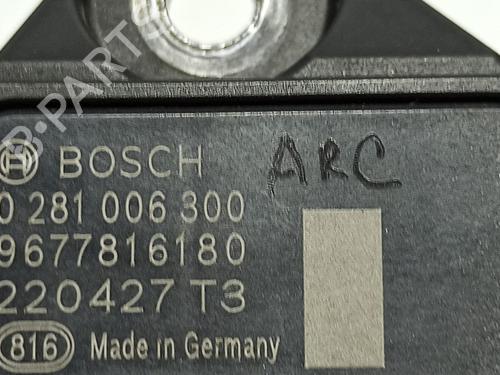 BOSCH
ARC
0 281 006 300
9677816180
220427 T3
816 Made in Germany
B-PARTS